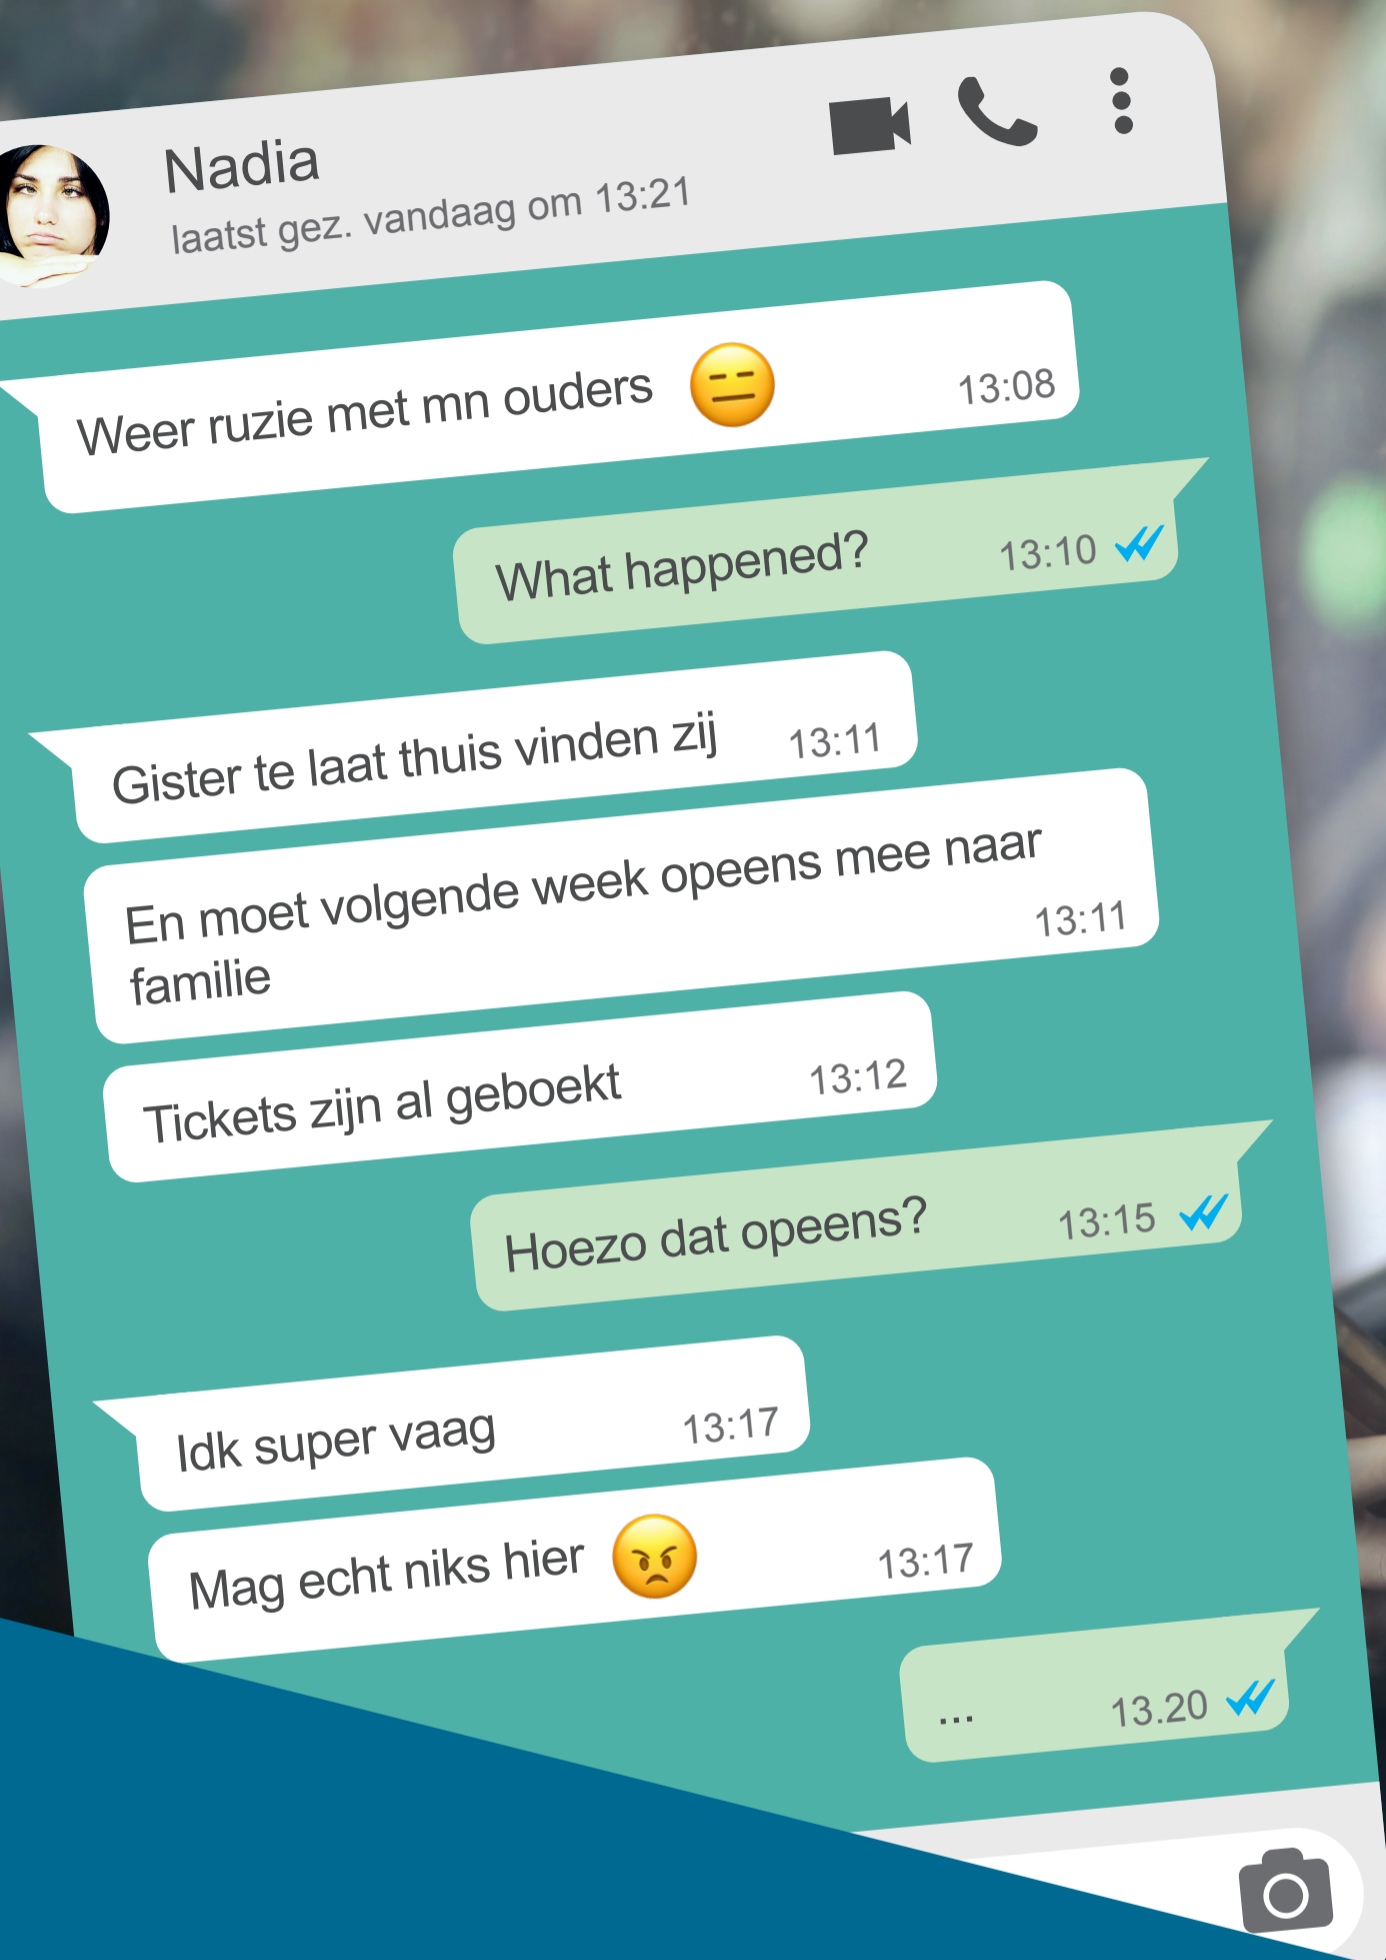 Nadia
laatst gez. vandaag om 13:21
Weer ruzie met mn ouders 😑 13:08
What happened? 13:10
Gister te laat thuis vinden zij 13:11
En moet volgende week opeens mee naar
familie 13:11
Tickets zijn al geboekt 13:12
Hoezo dat opeens? 13:15
Idk super vaag 13:17
Mag echt niks hier 😠 13:17
... 13.20